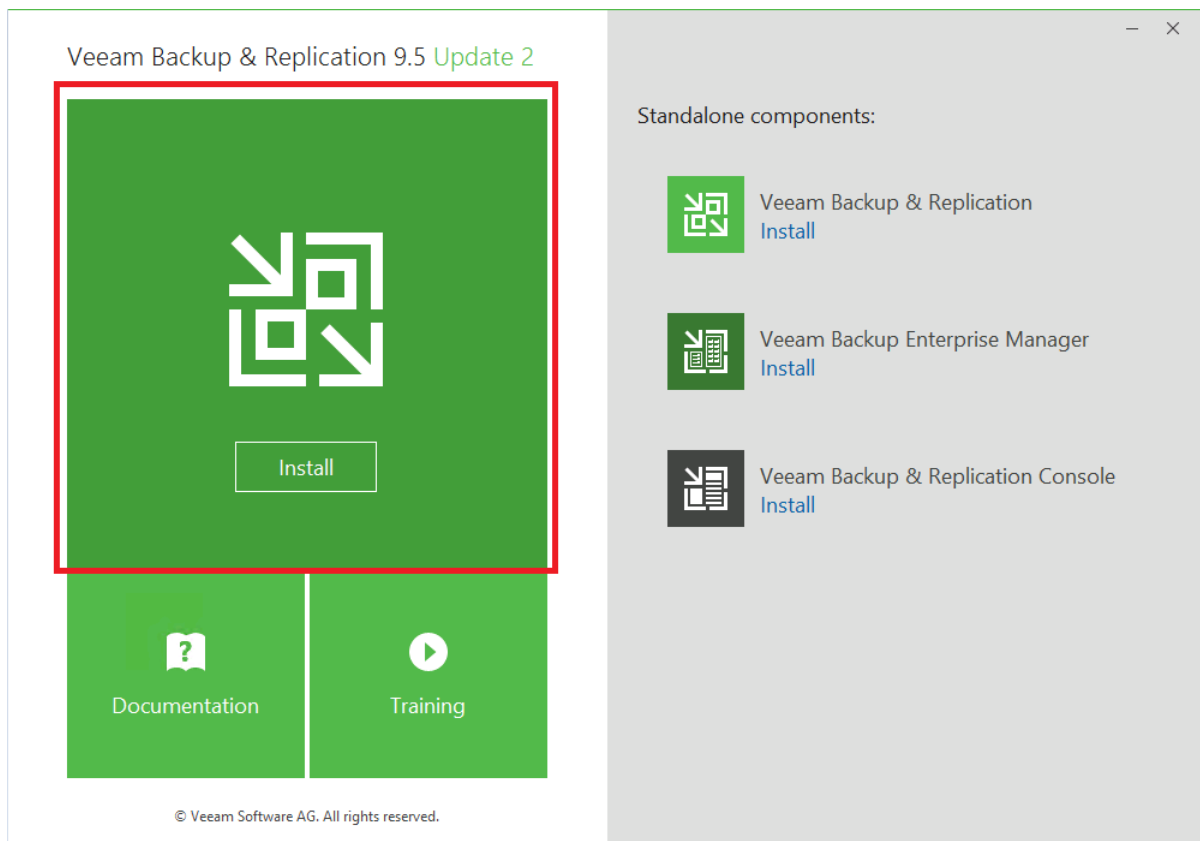 Veeam Backup & Replication 9.5 Update 2
Install
Documentation
Training
© Veeam Software AG. All rights reserved.
Standalone components:
Veeam Backup & Replication
Install
Veeam Backup Enterprise Manager
Install
Veeam Backup & Replication Console
Install